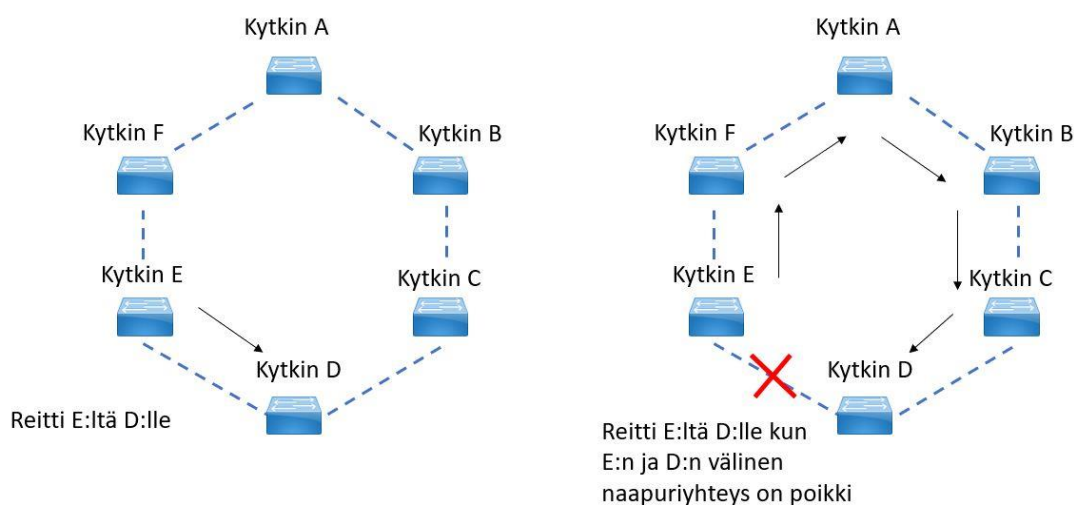 Kytkin A
Kytkin F
Kytkin B
Kytkin E
Kytkin C
Kytkin D
Reitti E:ltä D:lle
Kytkin A
Kytkin F
Kytkin B
Kytkin E
Kytkin C
Kytkin D
Reitti E:ltä D:lle kun
E:n ja D:n välinen
naapuriyhteys on poikki